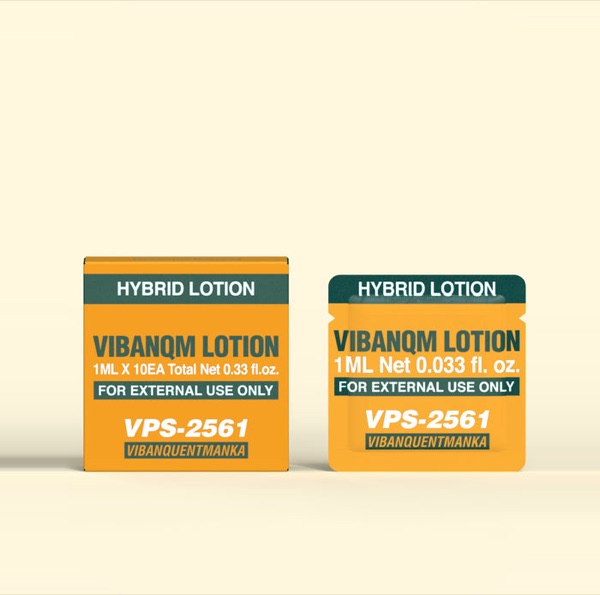 HYBRID LOTION
VIBANQM LOTION
1ML X 10EA Total Net 0.33 fl.oz.
FOR EXTERNAL USE ONLY
VPS-2561
VIBANQUENTMANKA
HYBRID LOTION
VIBANQM LOTION
1ML Net 0.033 fl. oz.
FOR EXTERNAL USE ONLY
VPS-2561
VIBANQUENTMANKA